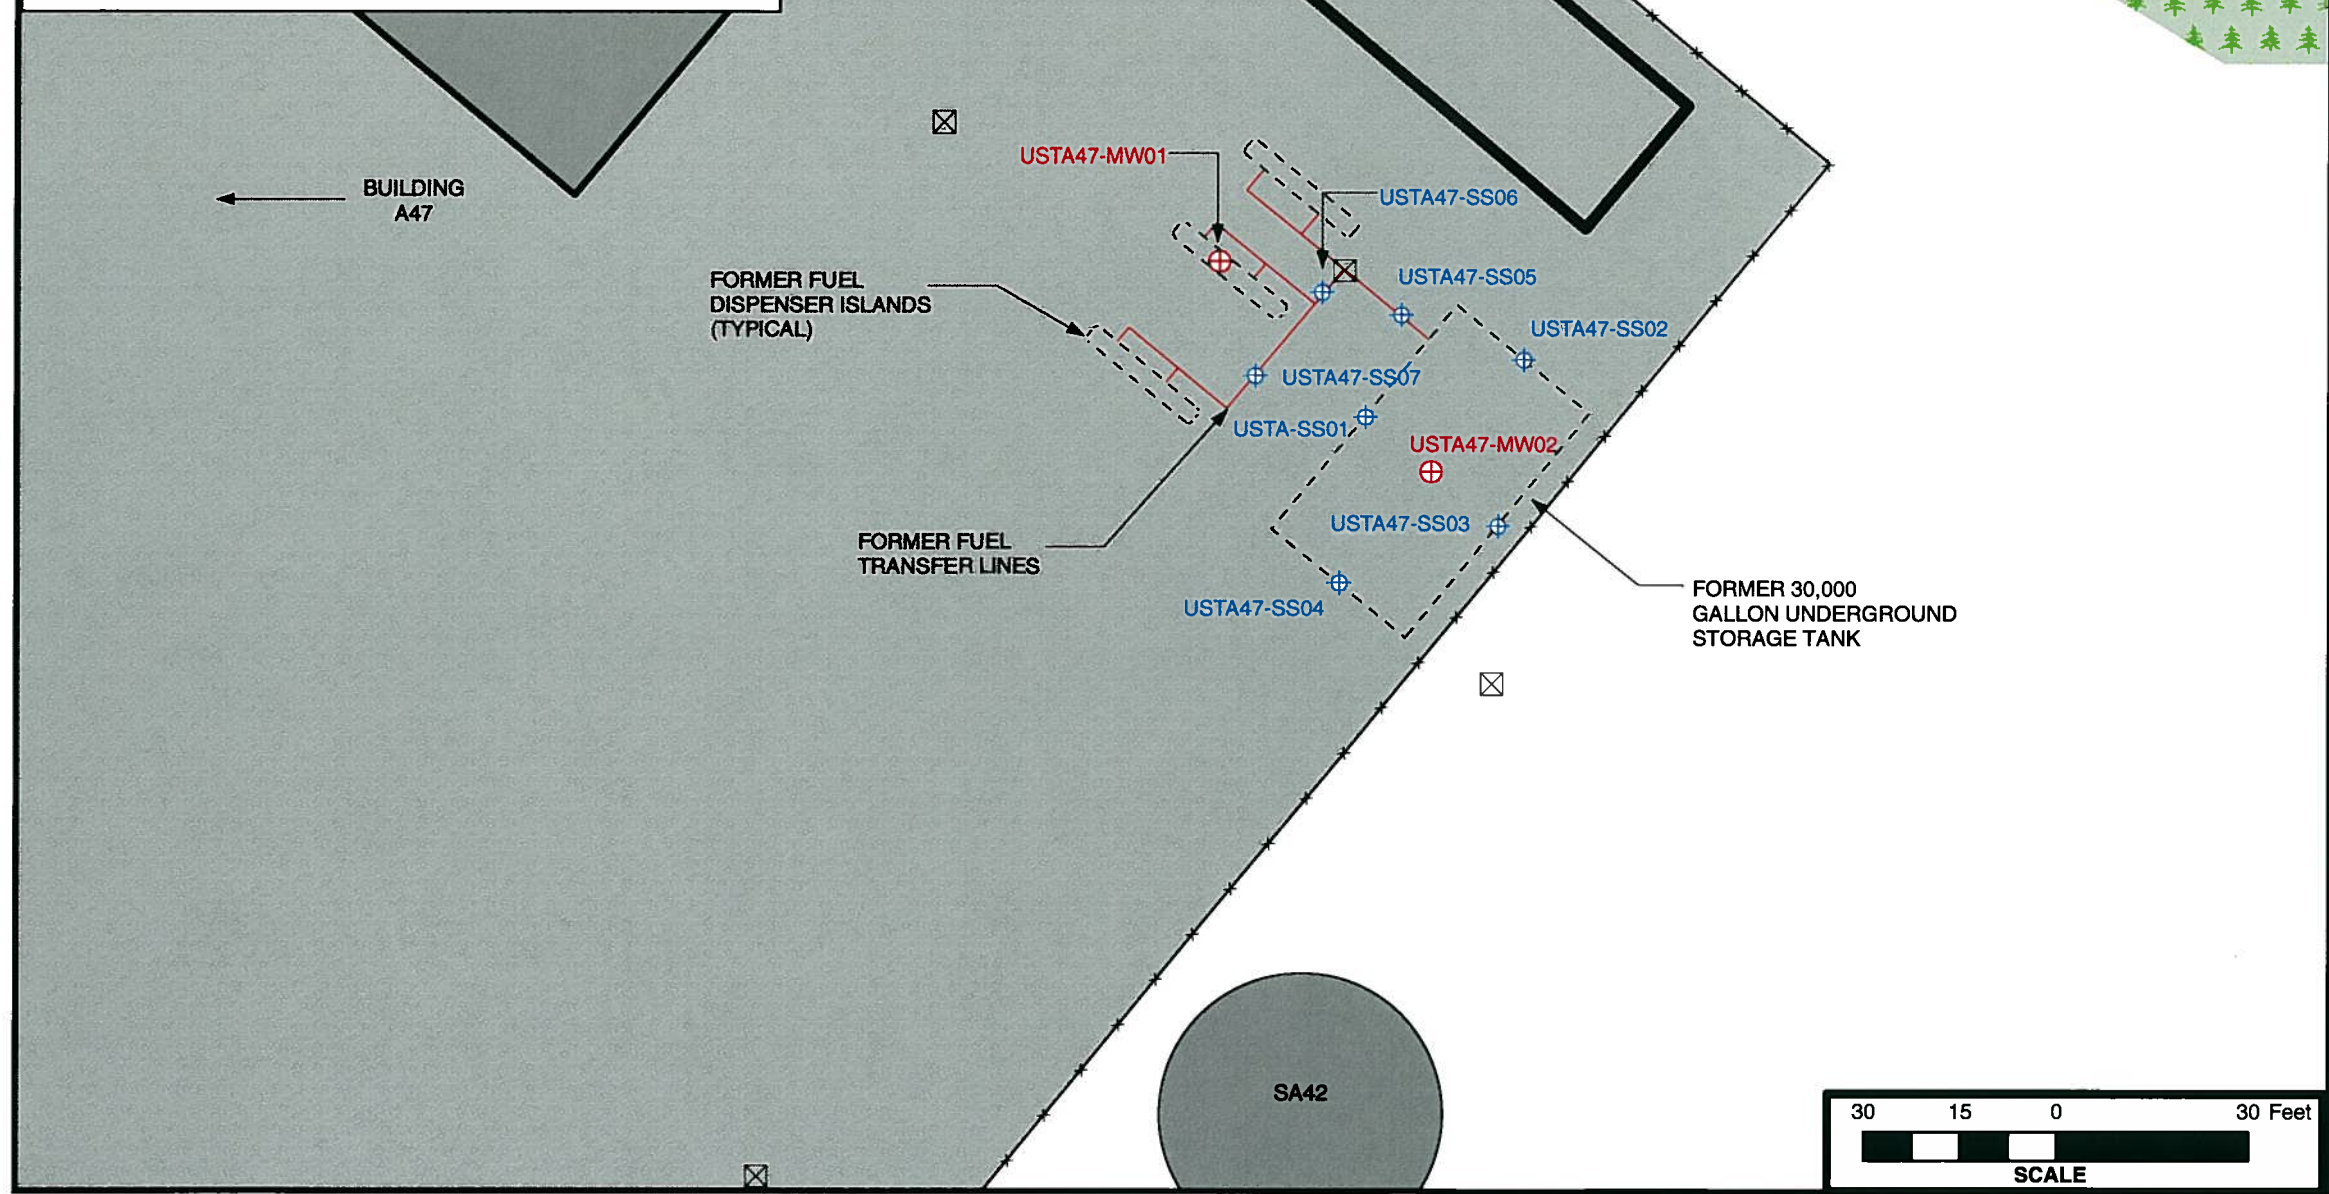 USTA47-MW01
BUILDING
A47
USTA47-SS06
FORMER FUEL
DISPENSER ISLANDS
(TYPICAL)
USTA47-SS05
USTA47-SS02
USTA47-SS07
USTA-SS01
USTA47-MW02
USTA47-SS03
FORMER FUEL
TRANSFER LINES
USTA47-SS04
FORMER 30,000
GALLON UNDERGROUND
STORAGE TANK
SA42
30 15 0 30 Feet
SCALE